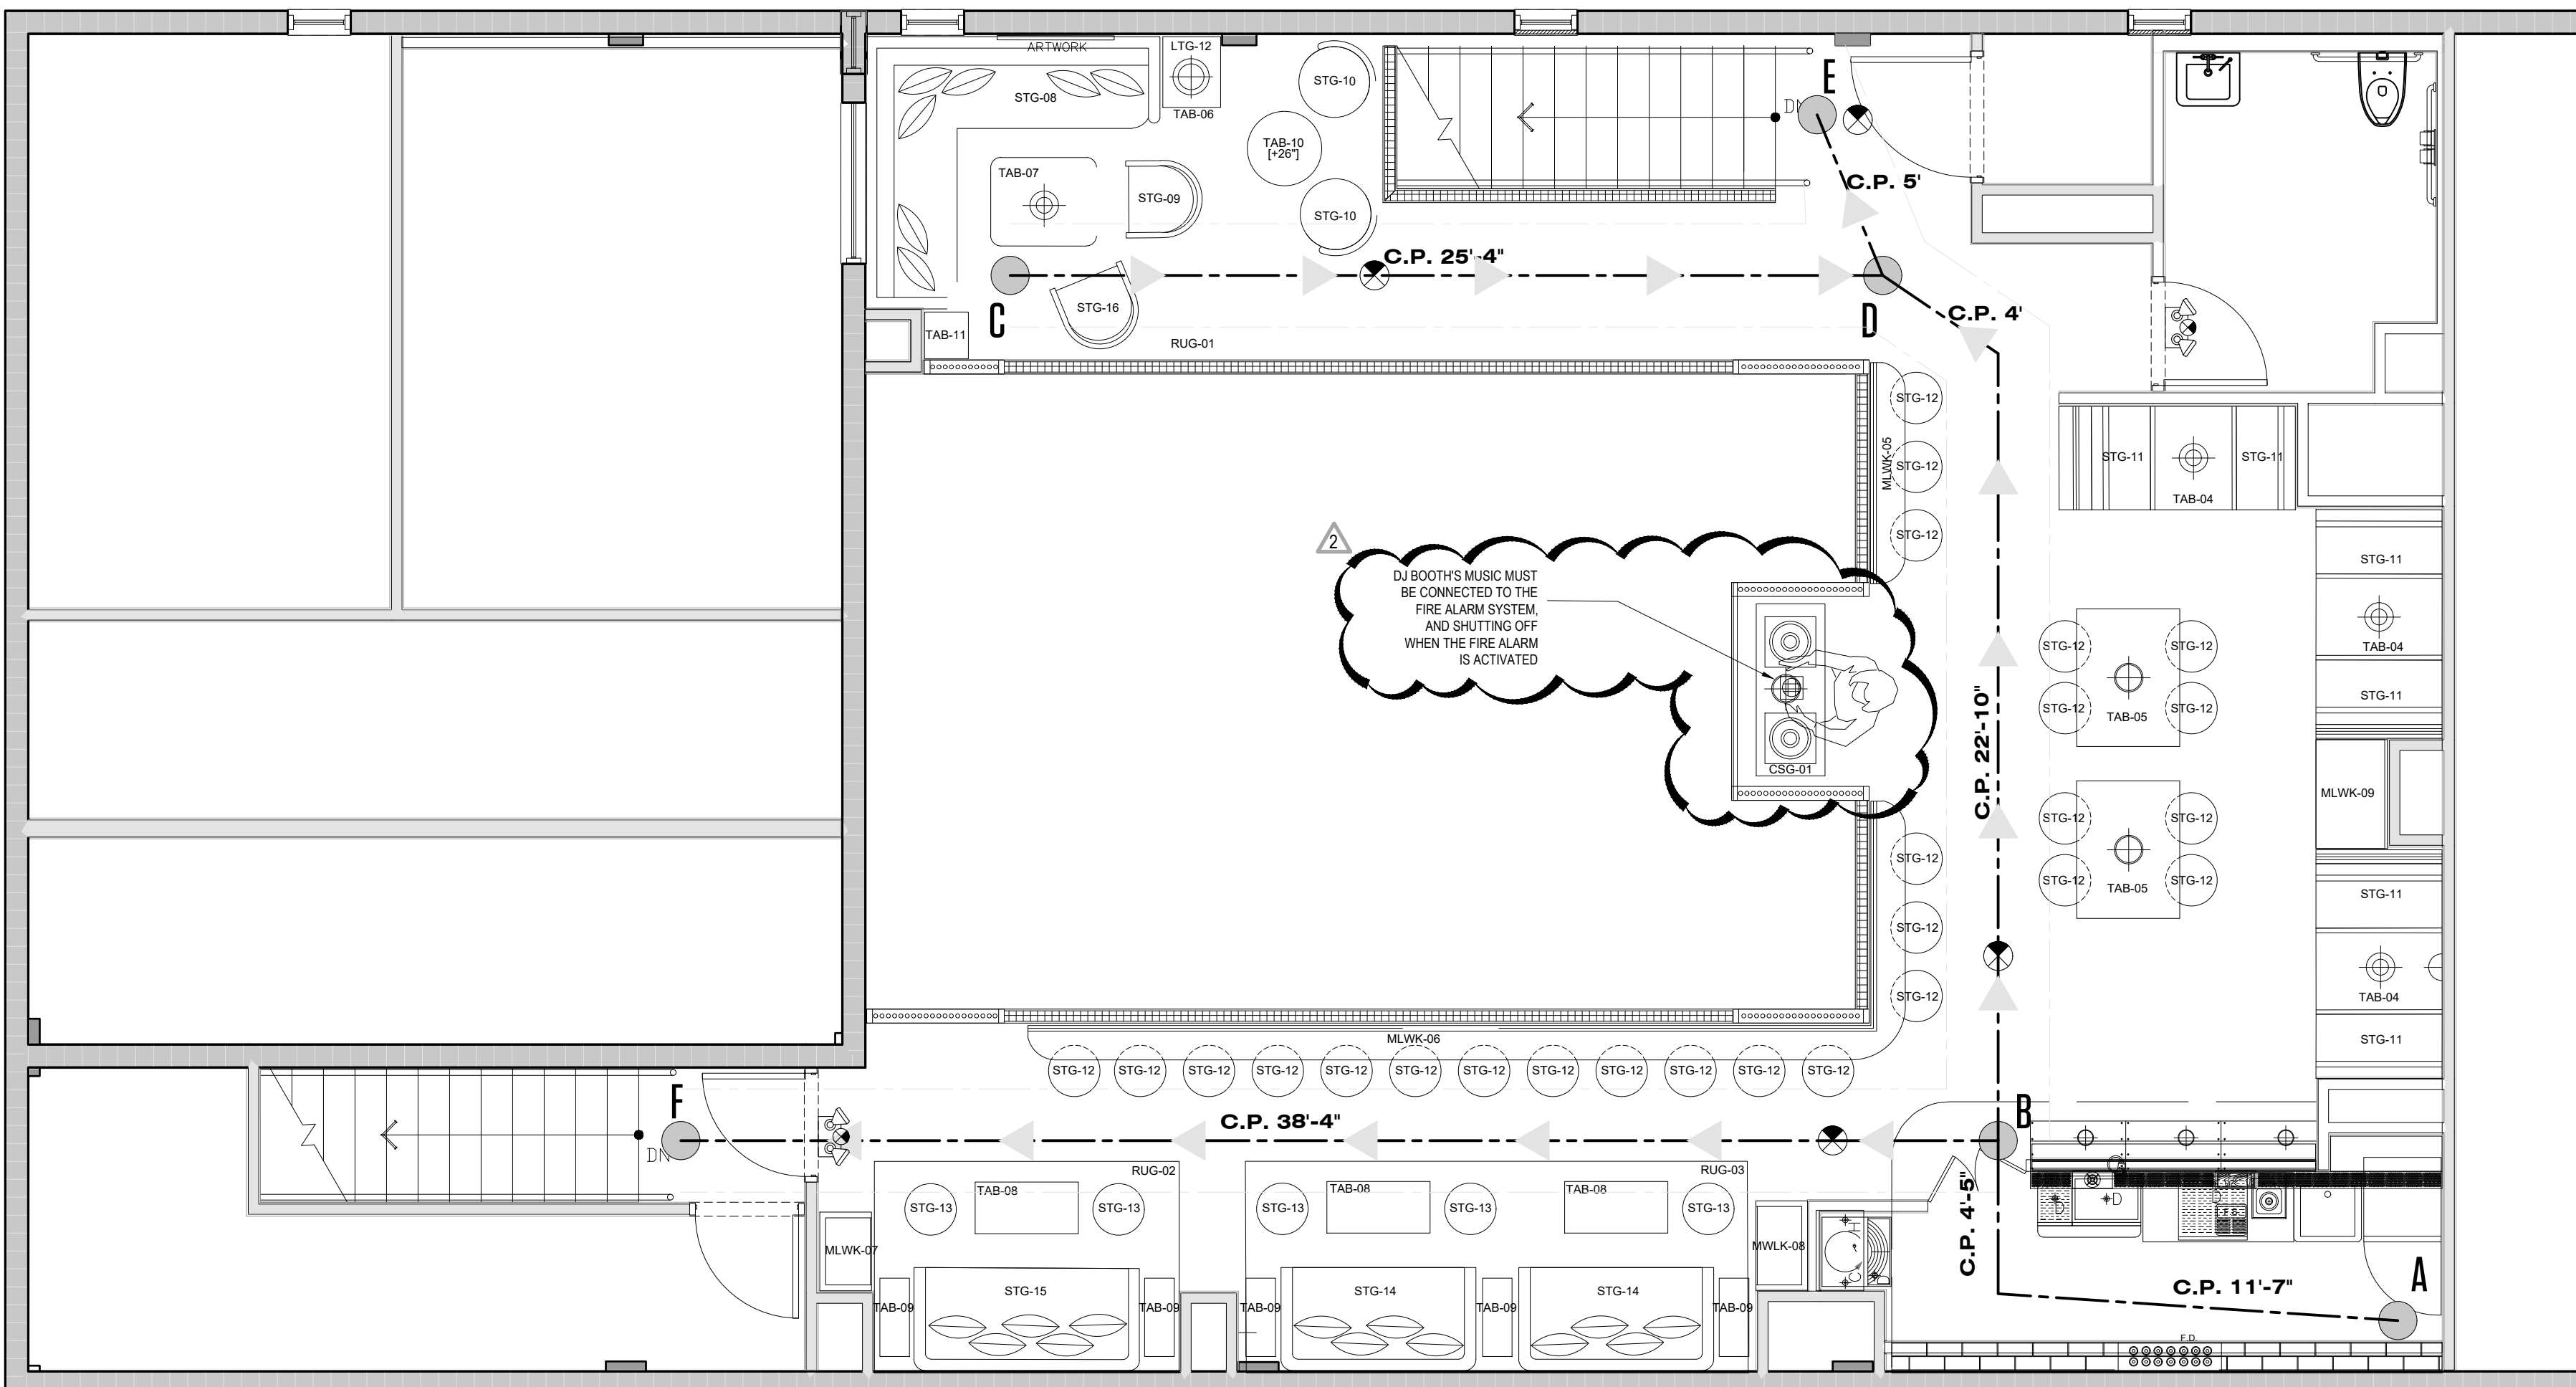 ARTWORK
LTG-12
STG-08
TAB-06
STG-10
TAB-10
[+26"]
STG-10
TAB-07
STG-09
STG-16
TAB-11
RUG-01
C
C.P. 25'-4"
D
DN
E
C.P. 5'
C.P. 4'
STG-12
STG-12
STG-12
MLWK-05
STG-11
TAB-04
STG-11
2
DJ BOOTH'S MUSIC MUST
BE CONNECTED TO THE
FIRE ALARM SYSTEM,
AND SHUTTING OFF
WHEN THE FIRE ALARM
IS ACTIVATED
CSG-01
C.P. 22'-10"
STG-12
STG-12
STG-12
STG-12
TAB-05
STG-12
STG-12
STG-12
STG-12
TAB-05
STG-11
TAB-04
STG-11
MLWK-09
STG-11
TAB-04
STG-11
STG-12
STG-12
STG-12
MLWK-06
STG-12
STG-12
STG-12
STG-12
STG-12
STG-12
STG-12
STG-12
STG-12
STG-12
STG-12
STG-12
F
DN
C.P. 38'-4"
B
RUG-02
RUG-03
STG-13
TAB-08
STG-13
STG-13
TAB-08
STG-13
TAB-08
STG-13
MLWK-07
MWLK-08
TAB-09
STG-15
TAB-09
TAB-09
STG-14
TAB-09
STG-14
TAB-09
H
C
D
C.P. 4'-5"
D
D
C.P. 11'-7"
A
F.D.